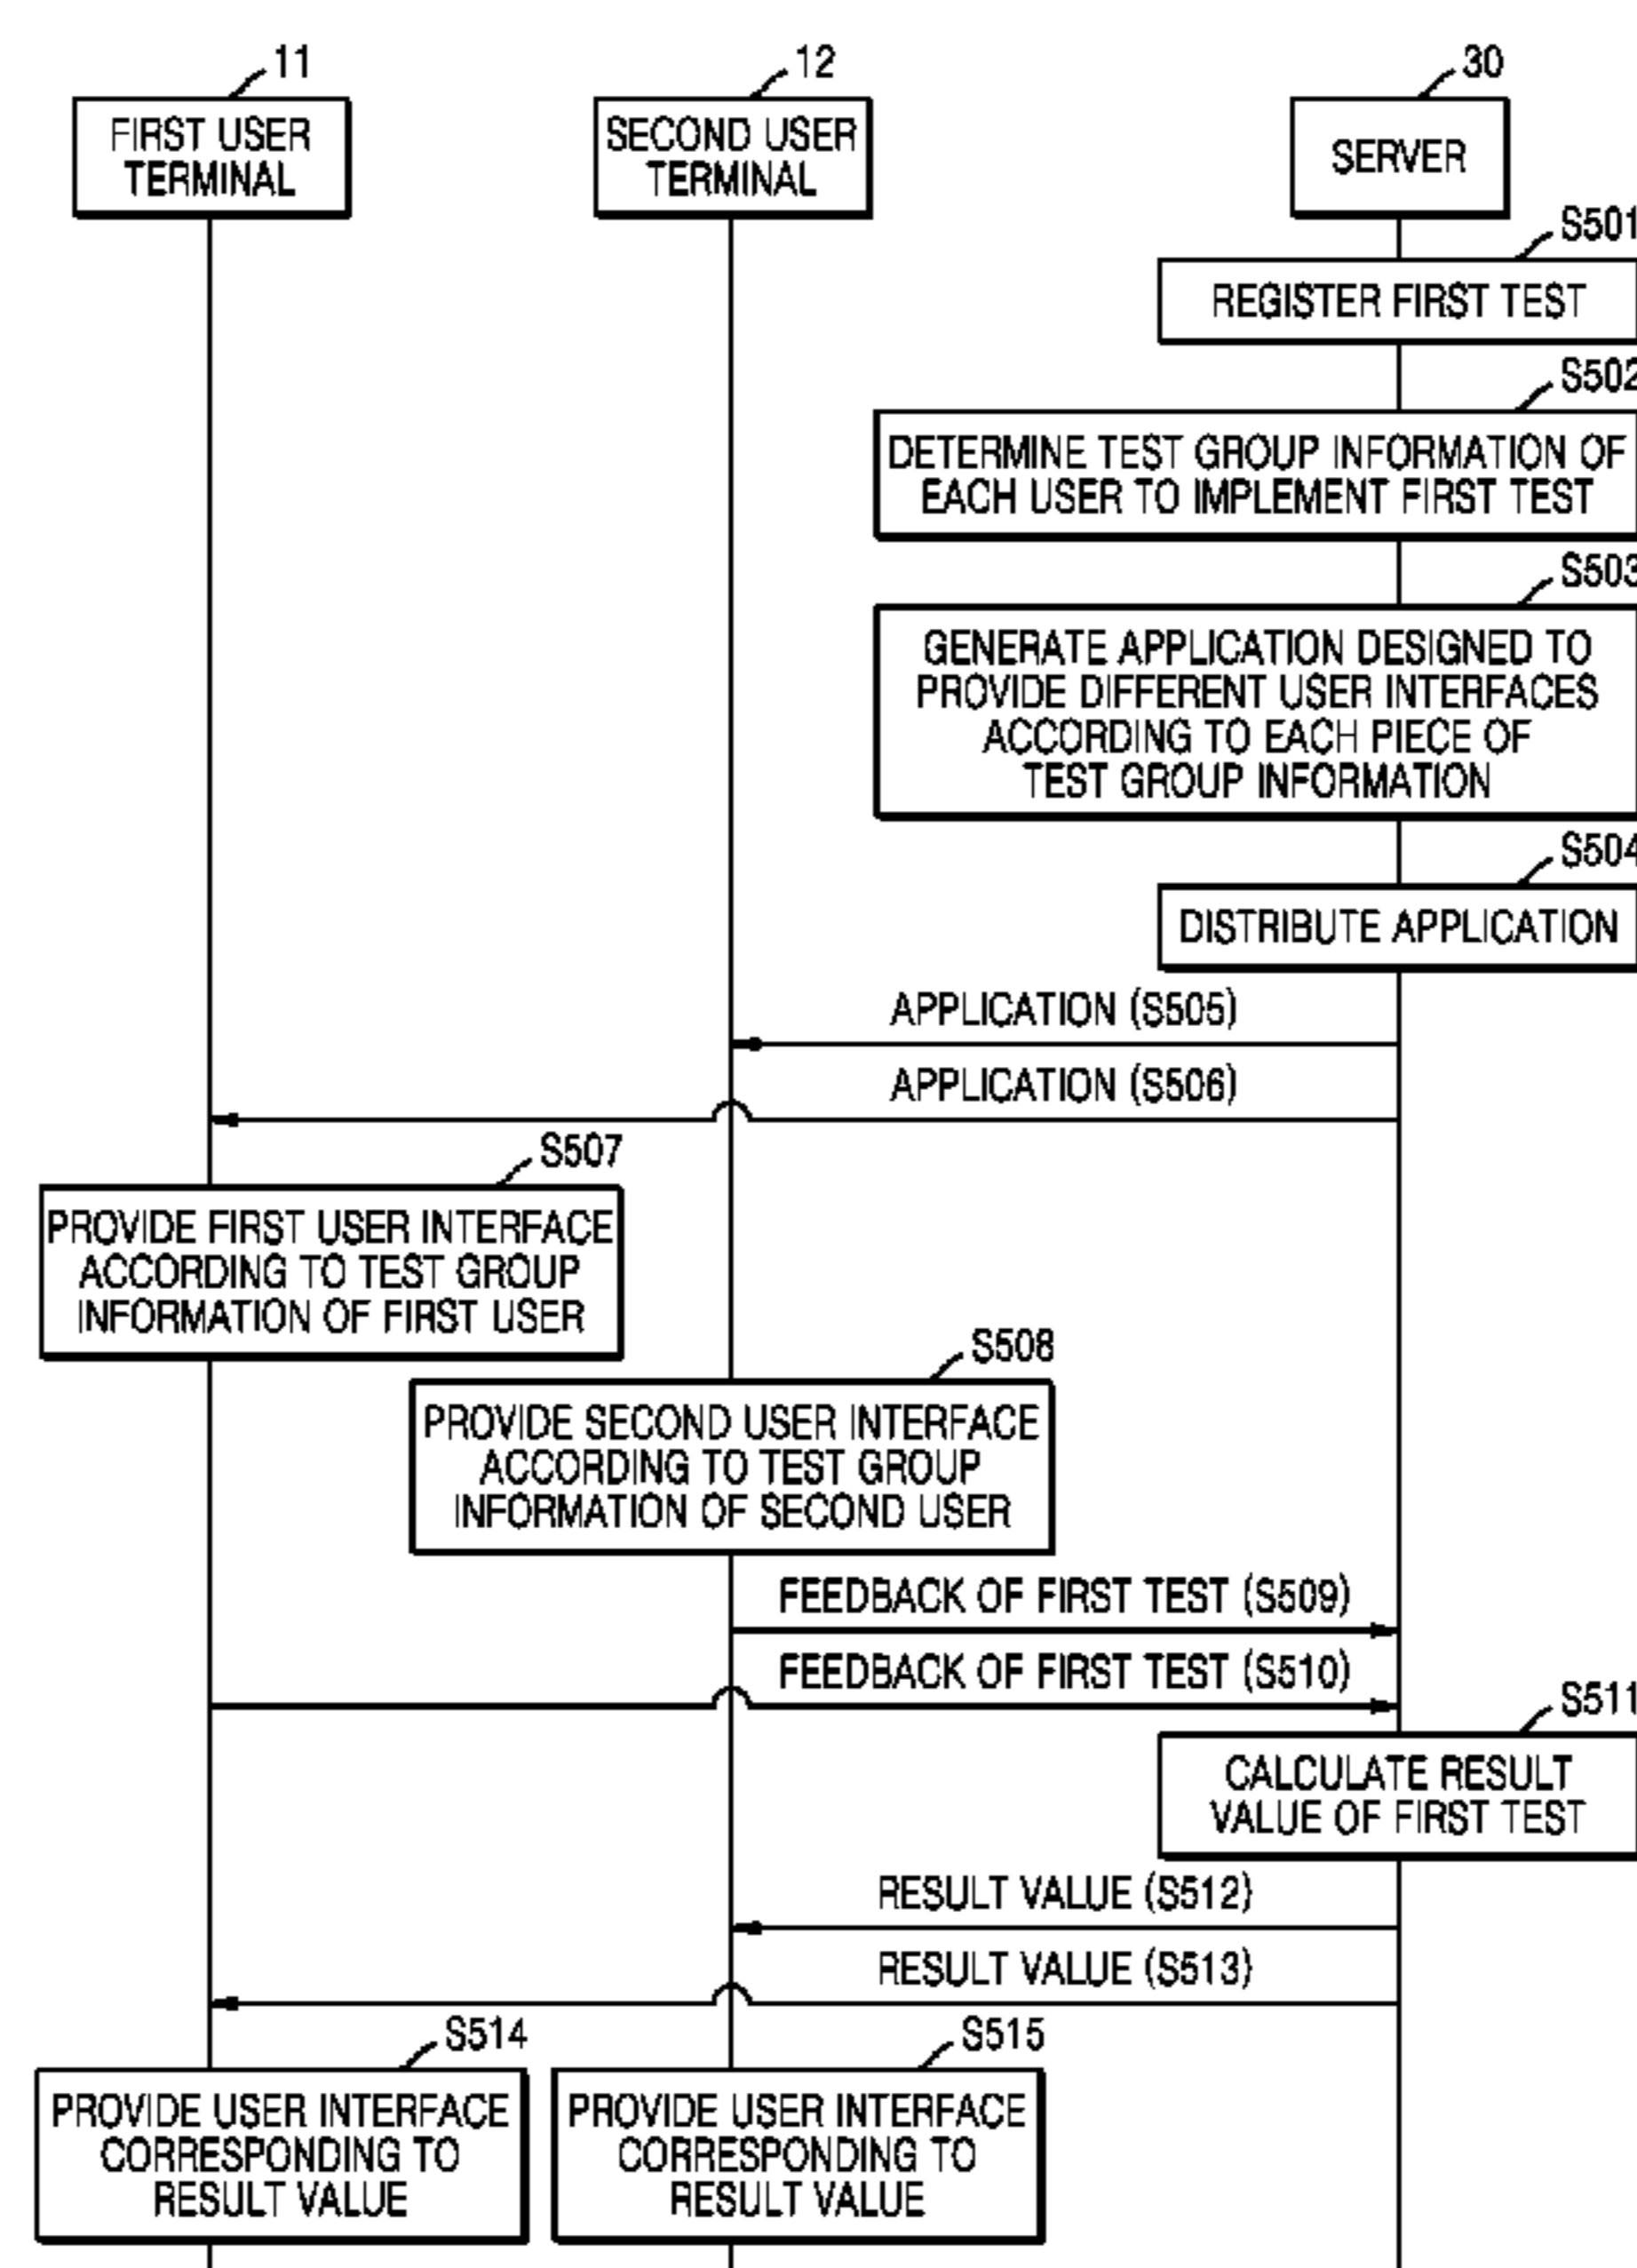 11
12
30
FIRST USER
TERMINAL
SECOND USER
TERMINAL
SERVER
S501
REGISTER FIRST TEST
S502
DETERMINE TEST GROUP INFORMATION OF
EACH USER TO IMPLEMENT FIRST TEST
S503
GENERATE APPLICATION DESIGNED TO
PROVIDE DIFFERENT USER INTERFACES
ACCORDING TO EACH PIECE OF
TEST GROUP INFORMATION
S504
DISTRIBUTE APPLICATION
APPLICATION (S505)
APPLICATION (S506)
S507
PROVIDE FIRST USER INTERFACE
ACCORDING TO TEST GROUP
INFORMATION OF FIRST USER
S508
PROVIDE SECOND USER INTERFACE
ACCORDING TO TEST GROUP
INFORMATION OF SECOND USER
FEEDBACK OF FIRST TEST (S509)
FEEDBACK OF FIRST TEST (S510)
S511
CALCULATE RESULT
VALUE OF FIRST TEST
RESULT VALUE (S512)
RESULT VALUE (S513)
S514
PROVIDE USER INTERFACE
CORRESPONDING TO
RESULT VALUE
S515
PROVIDE USER INTERFACE
CORRESPONDING TO
RESULT VALUE